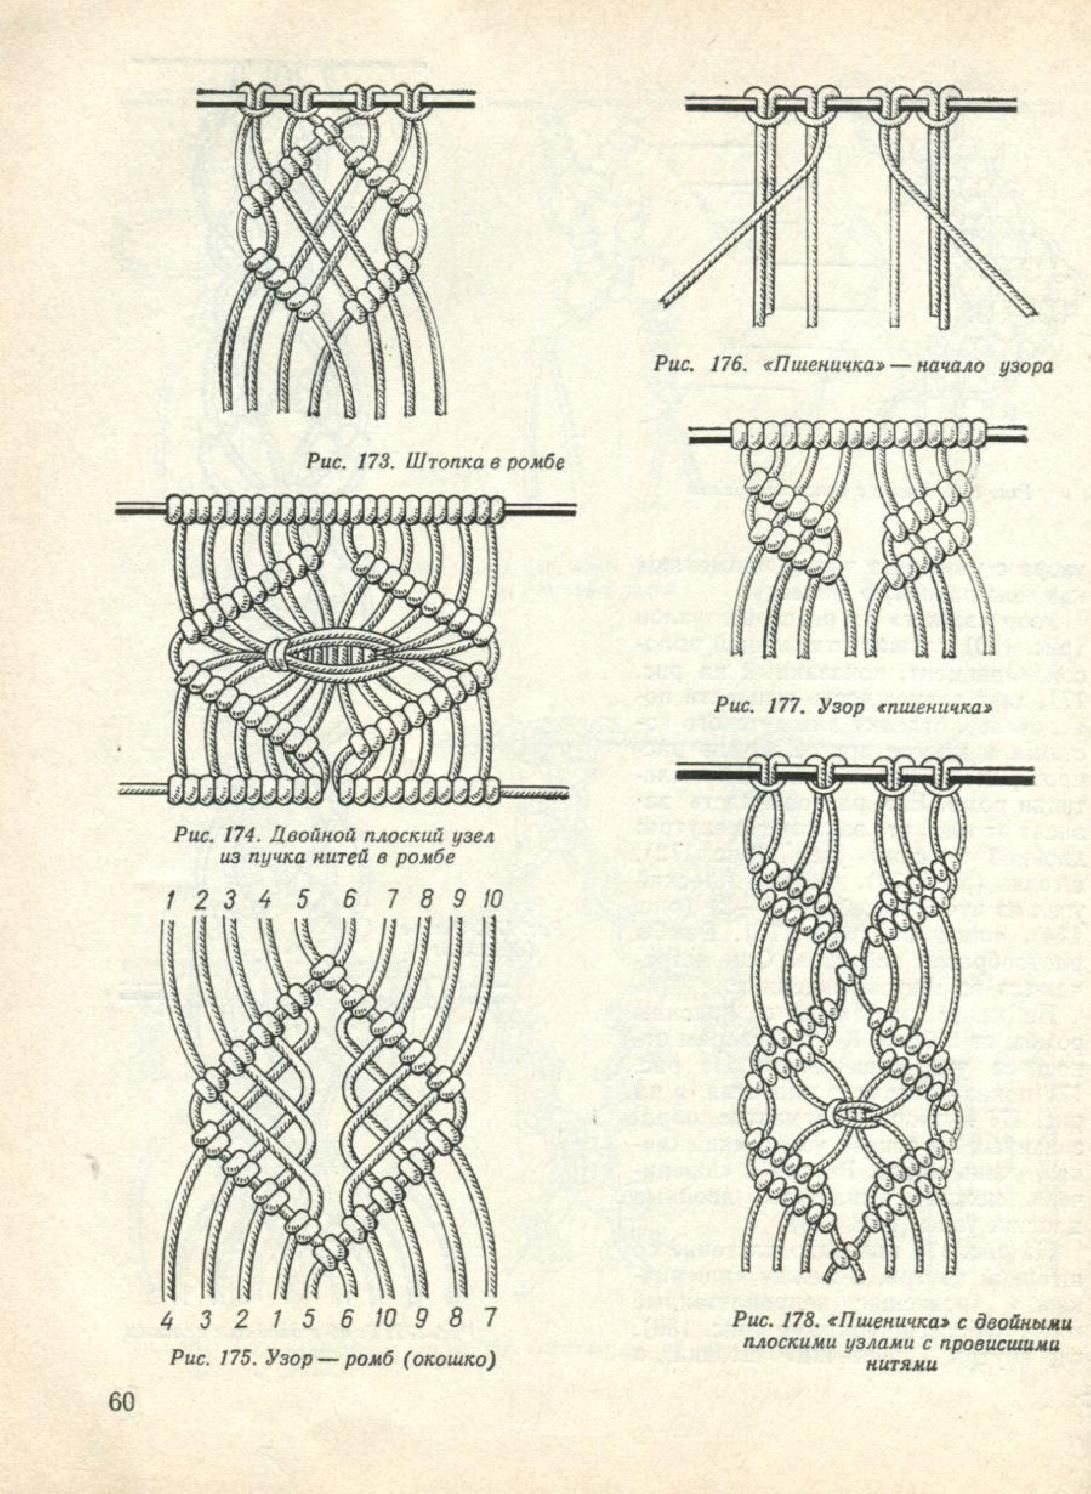 Рис. 173. Штопка в ромбе
Рис. 174. Двойной плоский узел
из пучка нитей в ромбе
1 2 3 4 5 6 7 8 9 10
4 3 2 1 5 6 10 9 8 7
Рис. 175. Узор — ромб (окошко)
60
Рис. 176. «Пшеничка» — начало узора
Рис. 177. Узор «пшеничка»
Рис. 178. «Пшеничка» с двойными
плоскими узлами с провисшими
нитями